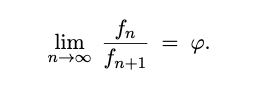 lim_{n→∞} f_n / f_{n+1} = φ.